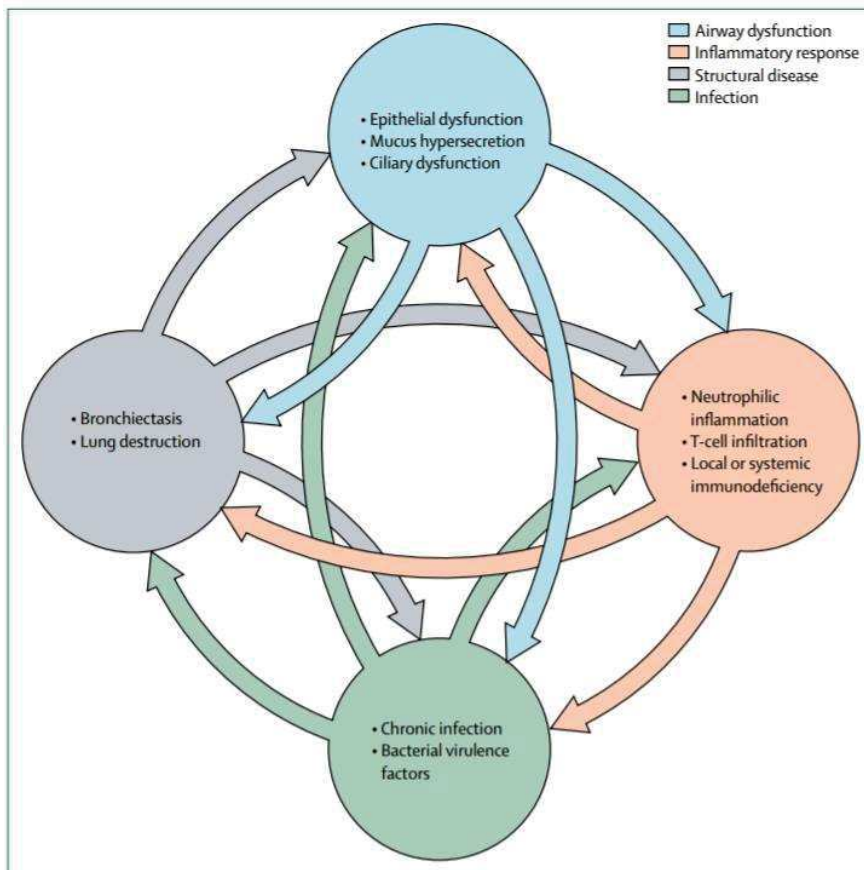 Airway dysfunction
Inflammatory response
Structural disease
Infection
• Epithelial dysfunction
• Mucus hypersecretion
• Ciliary dysfunction
• Bronchiectasis
• Lung destruction
• Neutrophilic
inflammation
• T-cell infiltration
• Local or systemic
immunodeficiency
• Chronic infection
• Bacterial virulence
factors